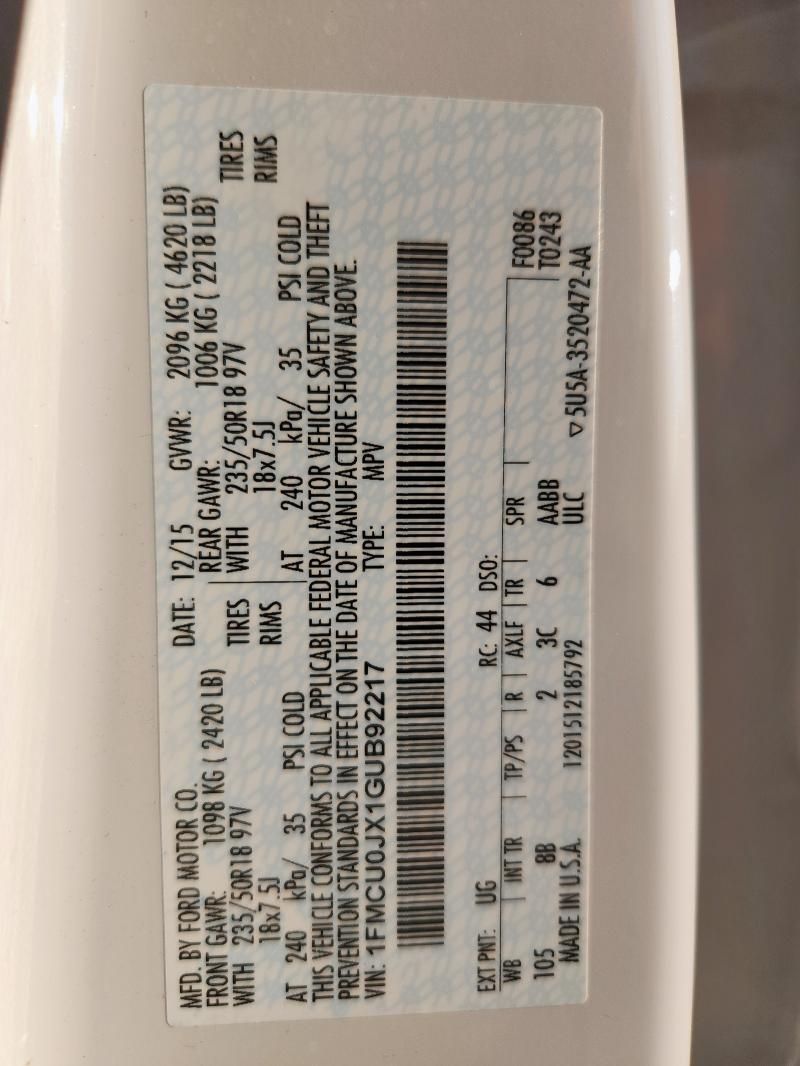 MFD. BY FORD MOTOR CO.
DATE: 12/15 GVWR: 2096 KG ( 4620 LB)
FRONT GAWR: 1098 KG ( 2420 LB) REAR GAWR: 1006 KG ( 2218 LB)
WITH 235/50R18 97V TIRES WITH 235/50R18 97V TIRES
18x7.5J RIMS 18x7.5J RIMS
AT 240 kPa/ 35 PSI COLD AT 240 kPa/ 35 PSI COLD
THIS VEHICLE CONFORMS TO ALL APPLICABLE FEDERAL MOTOR VEHICLE SAFETY AND THEFT
PREVENTION STANDARDS IN EFFECT ON THE DATE OF MANUFACTURE SHOWN ABOVE.
VIN: 1FMCU0JX1GUB92217 TYPE: MPV
EXT PNT: UG RC: 44 DSO:
WB INT TR TP/PS R AXLE TR SPR F0086
105 8B 2 3C 6 AABB T0243
MADE IN U.S.A. 1201512185792 ULC ▽5U5A-3520472-AA